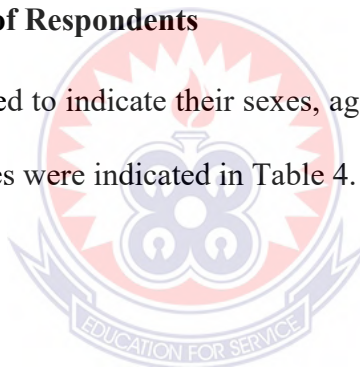 of Respondents
ed to indicate their sexes, ag
es were indicated in Table 4.
EDUCATION FOR SERVICE